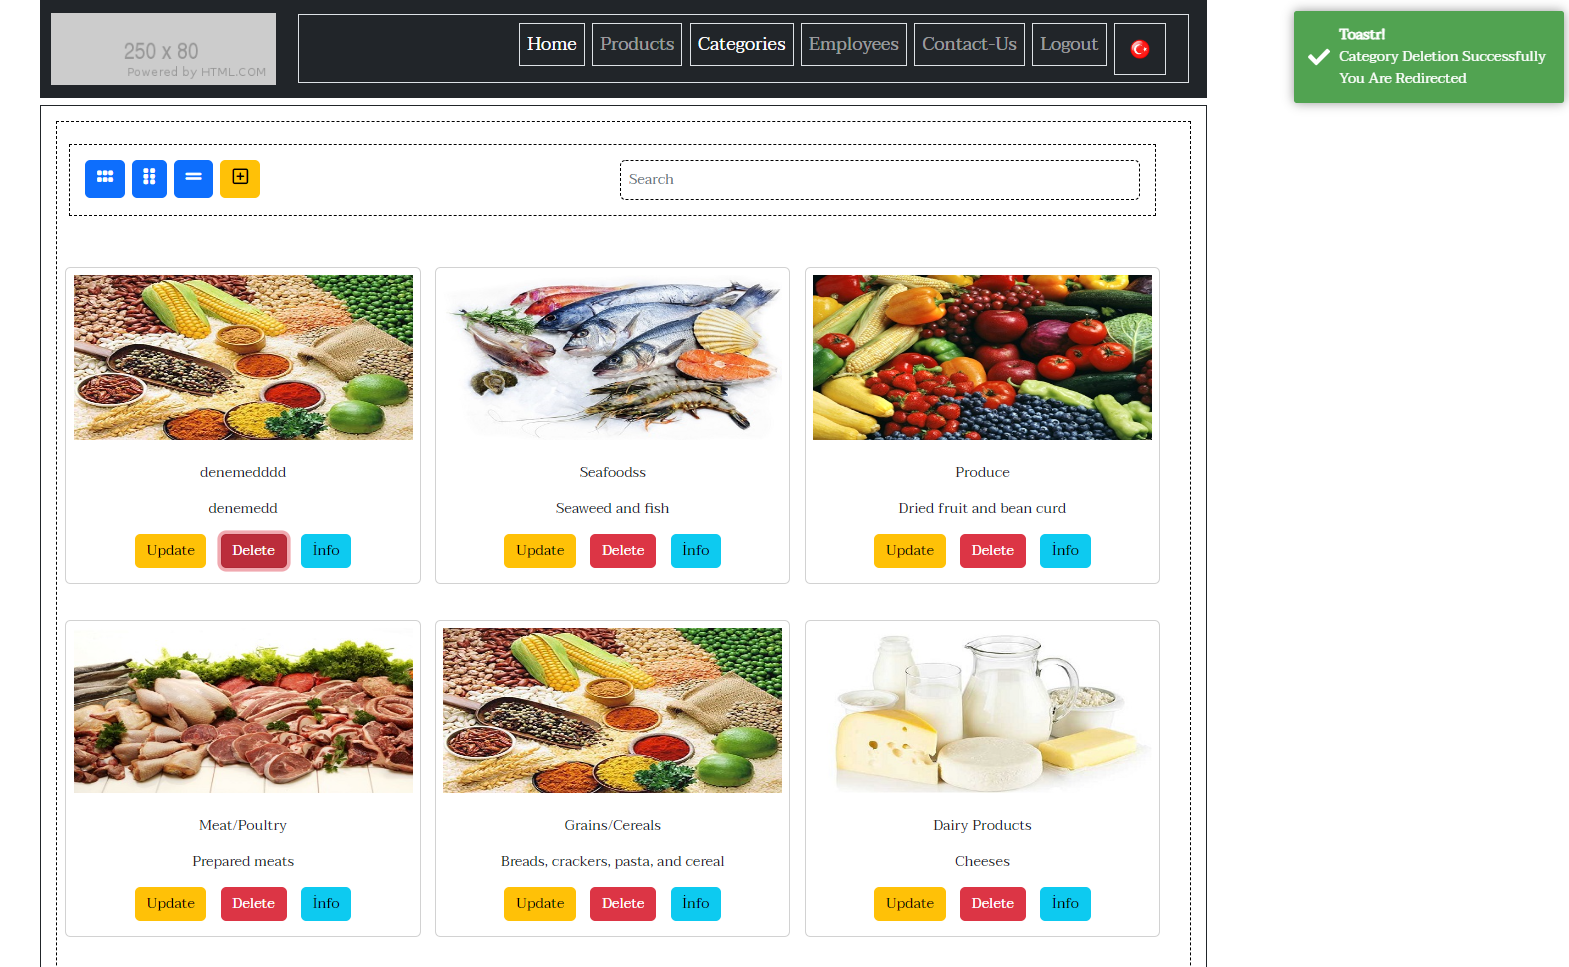 250 x 80
Powered by HTML.COM
Home
Products
Categories
Employees
Contact-Us
Logout
Toastr!
Category Deletion Successfully
You Are Redirected
Search
denemedddd
denemedd
Update
Delete
İnfo
Seafoodss
Seaweed and fish
Update
Delete
İnfo
Produce
Dried fruit and bean curd
Update
Delete
İnfo
Meat/Poultry
Prepared meats
Update
Delete
İnfo
Grains/Cereals
Breads, crackers, pasta, and cereal
Update
Delete
İnfo
Dairy Products
Cheeses
Update
Delete
İnfo